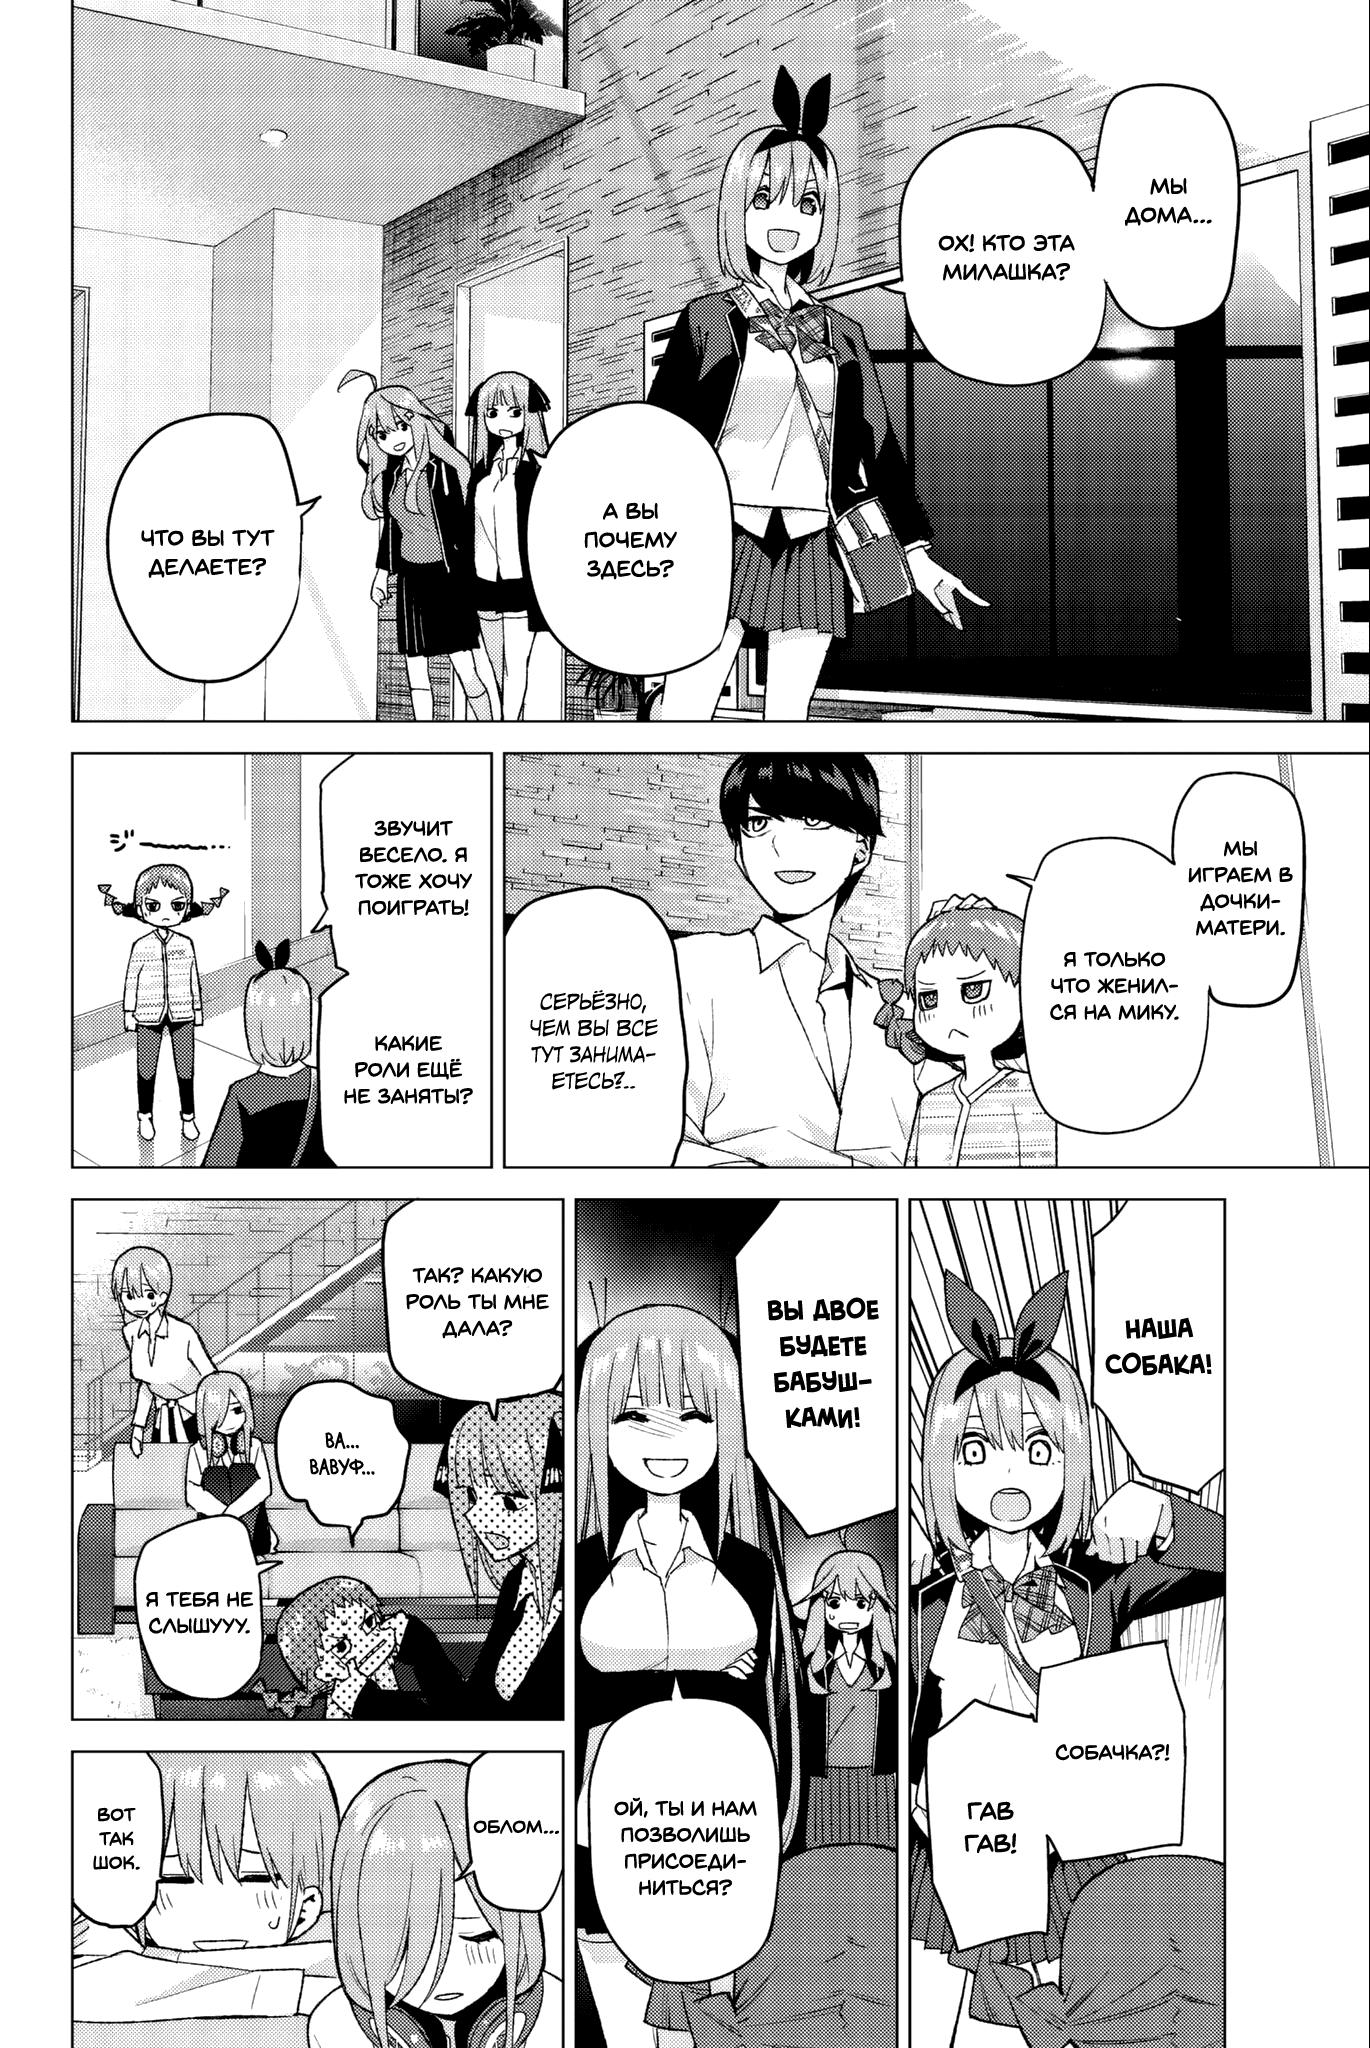 МЫ
ДОМА...
ОХ! КТО ЭТА
МИЛАШКА?
А ВЫ
ПОЧЕМУ
ЗДЕСЬ?
ЧТО ВЫ ТУТ
ДЕЛАЕТЕ?
МЫ
ИГРАЕМ В
ДОЧКИ-
МАТЕРИ.
Я ТОЛЬКО
ЧТО ЖЕНИЛ-
СЯ НА МИКУ.
СЕРЬЁЗНО,
ЧЕМ ВЫ ВСЕ
ТУТ ЗАНИМА-
ЕТЕСЬ?..
ЗВУЧИТ
ВЕСЕЛО. Я
ТОЖЕ ХОЧУ
ПОИГРАТЬ!
КАКИЕ
РОЛИ ЕЩЁ
НЕ ЗАНЯТЫ?
ジー
НАША
СОБАКА!
СОБАЧКА?!
ГАВ
ГАВ!
ВЫ ДВОЕ
БУДЕТЕ
БАБУШ-
КАМИ!
ОЙ, ТЫ И НАМ
ПОЗВОЛИШЬ
ПРИСОЕДИ-
НИТЬСЯ?
ТАК? КАКУЮ
РОЛЬ ТЫ МНЕ
ДАЛА?
ВА...
ВАВУФ...
Я ТЕБЯ НЕ
СЛЫШУУУ.
ОБЛОМ...
ВОТ
ТАК
ШОК.